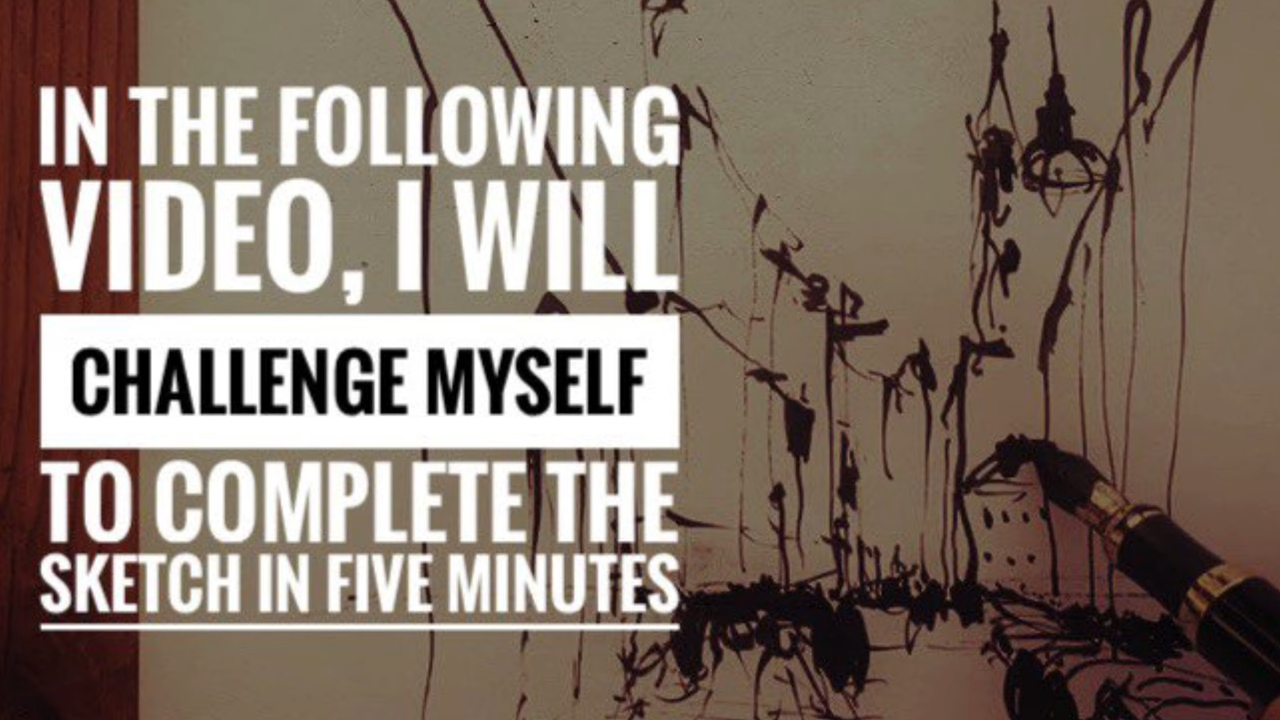 IN THE FOLLOWING
VIDEO, I WILL
CHALLENGE MYSELF
TO COMPLETE THE
SKETCH IN FIVE MINUTES